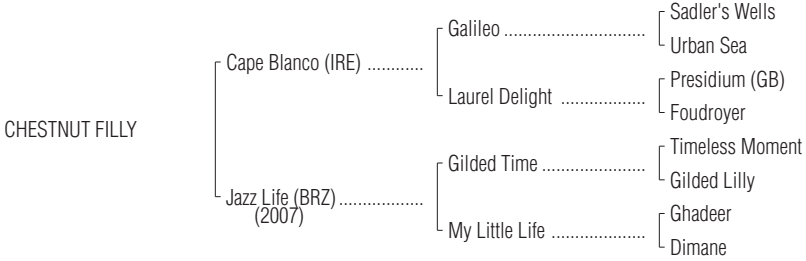 Sadler's Wells
Galileo ..............................
Urban Sea
Cape Blanco (IRE) ............
Presidium (GB)
Laurel Delight ..................
Foudroyer
CHESTNUT FILLY
Timeless Moment
Gilded Time ......................
Gilded Lilly
Jazz Life (BRZ) ..................
(2007)
Ghadeer
My Little Life ....................
Dimane